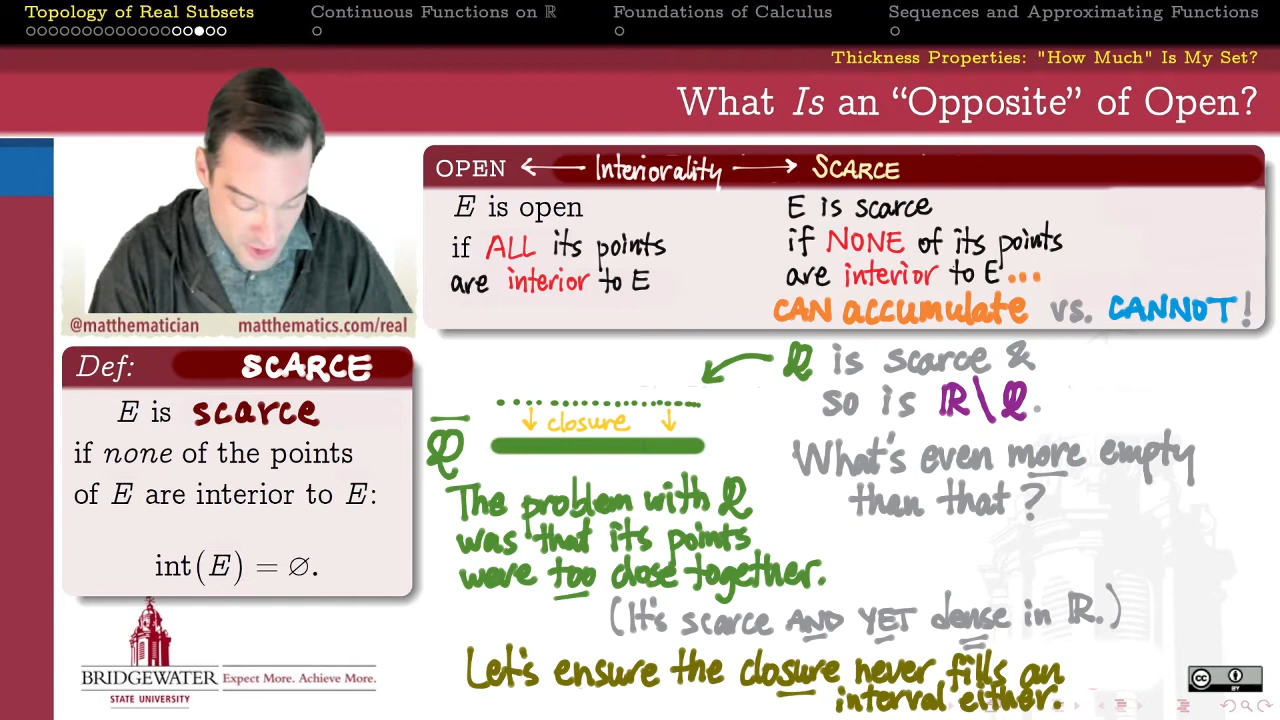 Topology of Real Subsets
Continuous Functions on ℝ
Foundations of Calculus
Sequences and Approximating Functions
Thickness Properties: "How Much" Is My Set?
What Is an “Opposite” of Open?
OPEN ⟵ Interiority ⟶ SCARCE
E is open
if ALL its points
are interior to E
E is scarce
if NONE of its points
are interior to E...
CAN accumulate vs. CANNOT!
@matthematician matthematics.com/real
Def: SCARCE
E is scarce
if none of the points
of E are interior to E:
int(E) = ∅.
ℚ is scarce &
so is ℝ\ℚ.
closure
ℚ̅
What's even more empty
than that?
The problem with ℚ
was that its points
were too close together.
(It's scarce AND YET dense in ℝ.)
Let's ensure the closure never fills an
interval either.
BRIDGEWATER
STATE UNIVERSITY
Expect More. Achieve More.
CC BY